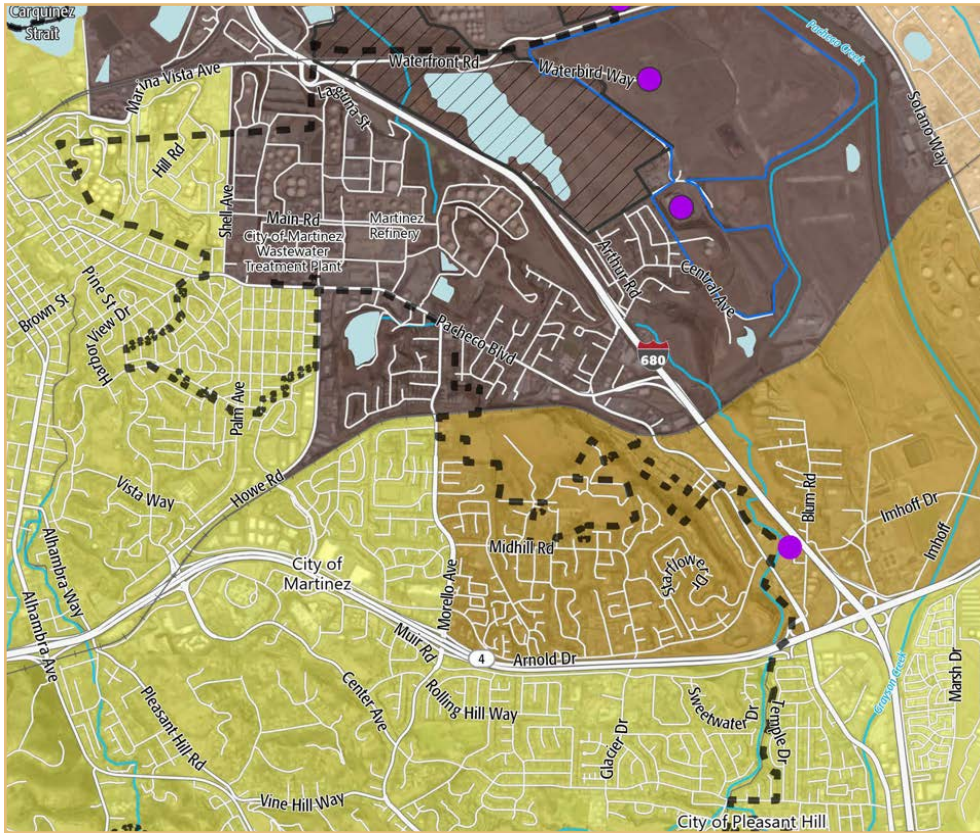 Carquinez
Strait
Marina Vista Ave
Waterfront Rd
Waterbird Way
Pacheco Creek
Solano Way
Laguna St
Hill Rd
Shell Ave
Main Rd
City of Martinez
Wastewater
Treatment Plant
Martinez
Refinery
Arthur Rd
Central Ave
Pine St
Brown St
Harbor View Dr
Pacheco Blvd
680
Palm Ave
Vista Way
Howe Rd
Blum Rd
Imhoff Dr
Imhoff
Midhill Rd
Starflower Dr
City of
Martinez
Morello Ave
Alhambra Way
Alhambra Ave
Muir Rd
4
Arnold Dr
Rolling Hill Way
Center Ave
Pleasant Hill Rd
Glacier Dr
Sweetwater Dr
Temple Dr
Grayson Creek
Marsh Dr
Vine Hill Way
City of Pleasant Hill